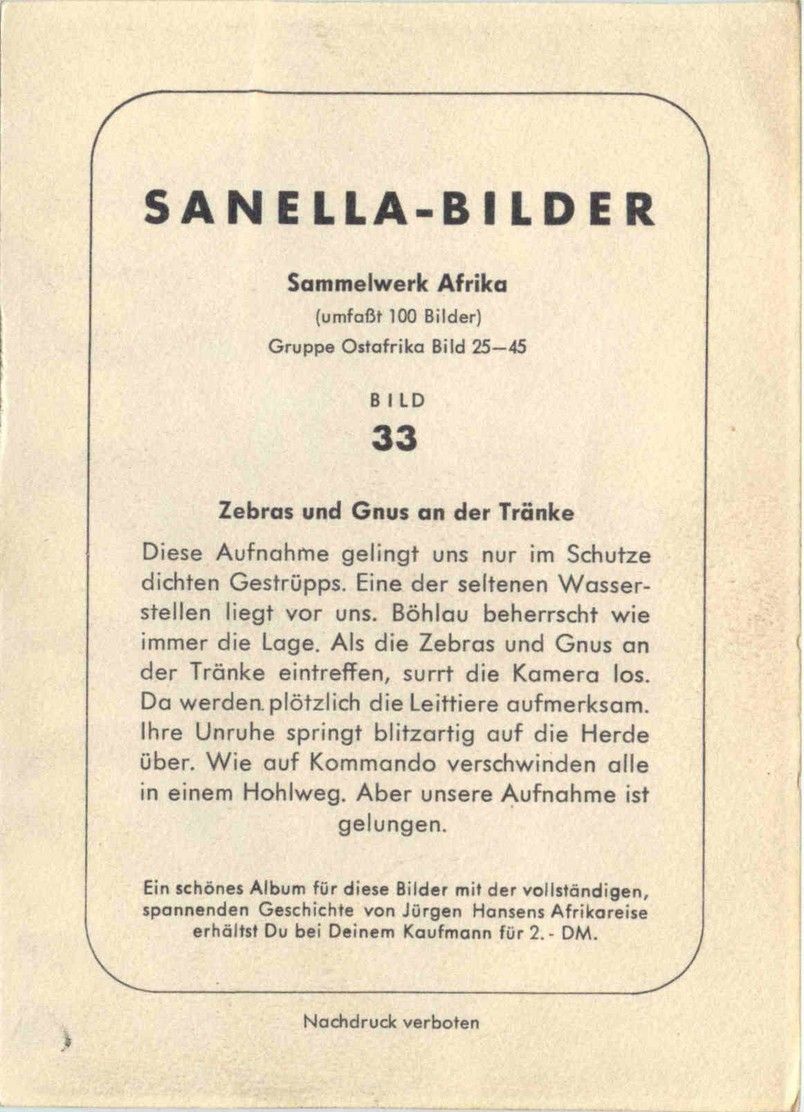 SANELLA-BILDER
Sammelwerk Afrika
(umfaßt 100 Bilder)
Gruppe Ostafrika Bild 25—45
BILD
33
Zebras und Gnus an der Tränke
Diese Aufnahme gelingt uns nur im Schutze
dichten Gestrüpps. Eine der seltenen Wasser-
stellen liegt vor uns. Böhlau beherrscht wie
immer die Lage. Als die Zebras und Gnus an
der Tränke eintreffen, surrt die Kamera los.
Da werden plötzlich die Leittiere aufmerksam.
Ihre Unruhe springt blitzartig auf die Herde
über. Wie auf Kommando verschwinden alle
in einem Hohlweg. Aber unsere Aufnahme ist
gelungen.
Ein schönes Album für diese Bilder mit der vollständigen,
spannenden Geschichte von Jürgen Hansens Afrikareise
erhältst Du bei Deinem Kaufmann für 2.- DM.
Nachdruck verboten